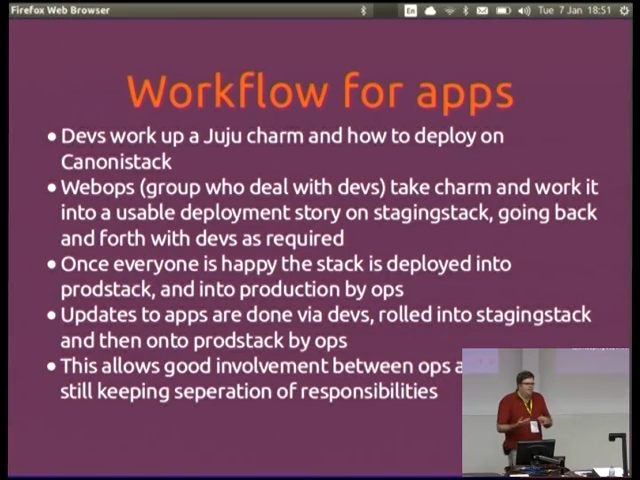 Firefox Web Browser
En
Tue 7 Jan 18:51
Workflow for apps
• Devs work up a Juju charm and how to deploy on
Canonistack
• Webops (group who deal with devs) take charm and work it
into a usable deployment story on stagingstack, going back
and forth with devs as required
• Once everyone is happy the stack is deployed into
prodstack, and into production by ops
• Updates to apps are done via devs, rolled into stagingstack
and then onto prodstack by ops
• This allows good involvement between ops a
still keeping seperation of responsibilities